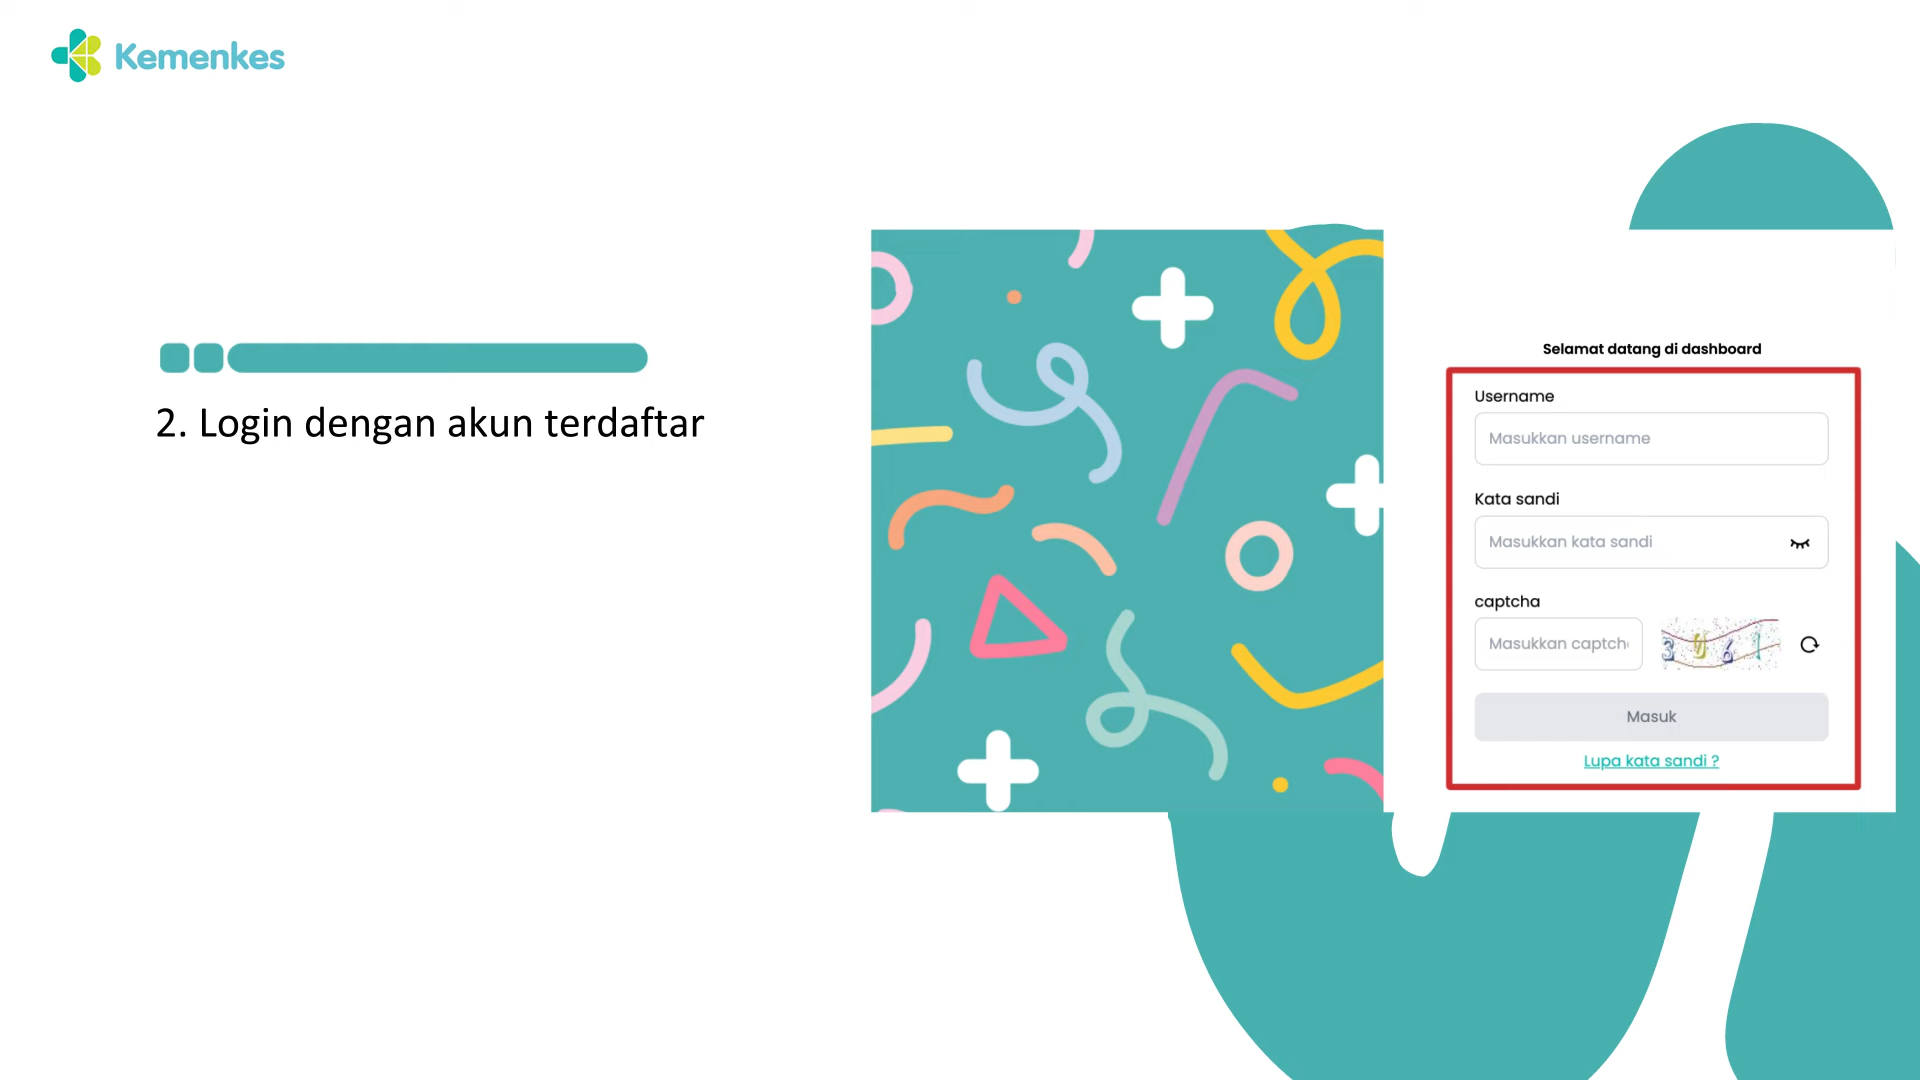 Kemenkes
2. Login dengan akun terdaftar
Selamat datang di dashboard
Username
Masukkan username
Kata sandi
Masukkan kata sandi
captcha
Masukkan captch
Masuk
Lupa kata sandi ?